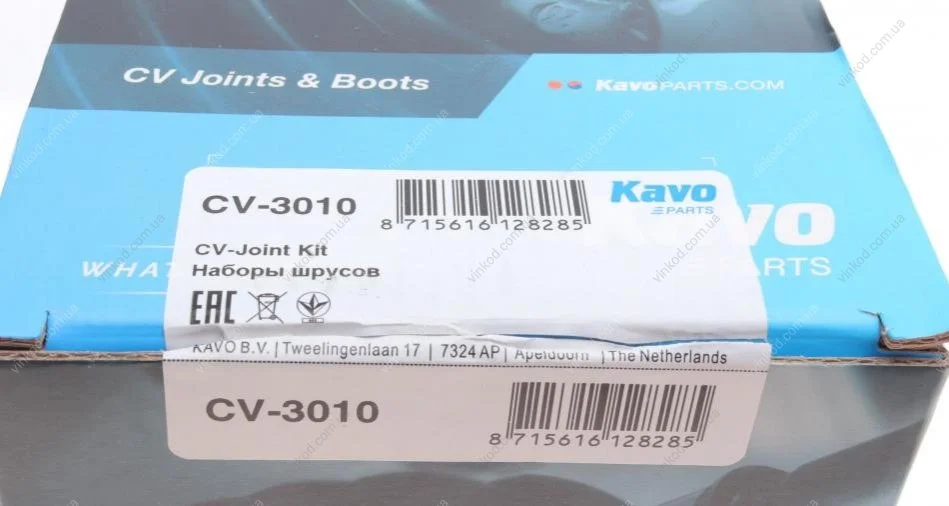 CV Joints & Boots
KavoPARTS.COM
CV-3010
8 715616 128285
Kavo
PARTS
CV-Joint Kit
Наборы шрусов
WHAT
vo
PARTS
EAC
KAVO B.V. | Tweelingenlaan 17 | 7324 AP | Apeldoorn | The Netherlands
CV-3010
8 715616 128285
vinkod.com.ua